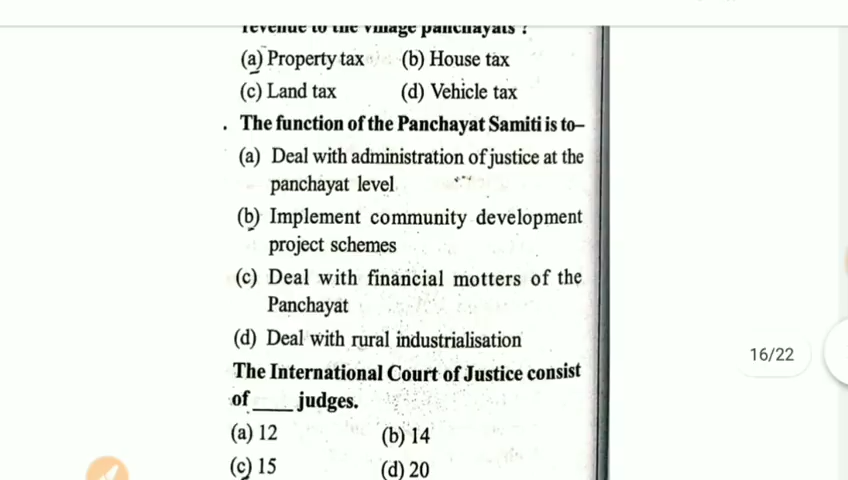 revenue to the village panchayats ?
(a) Property tax (b) House tax
(c) Land tax (d) Vehicle tax
. The function of the Panchayat Samiti is to–
(a) Deal with administration of justice at the
panchayat level
(b) Implement community development
project schemes
(c) Deal with financial motters of the
Panchayat
(d) Deal with rural industrialisation
16/22
The International Court of Justice consist
of ____ judges.
(a) 12 (b) 14
(c) 15 (d) 20